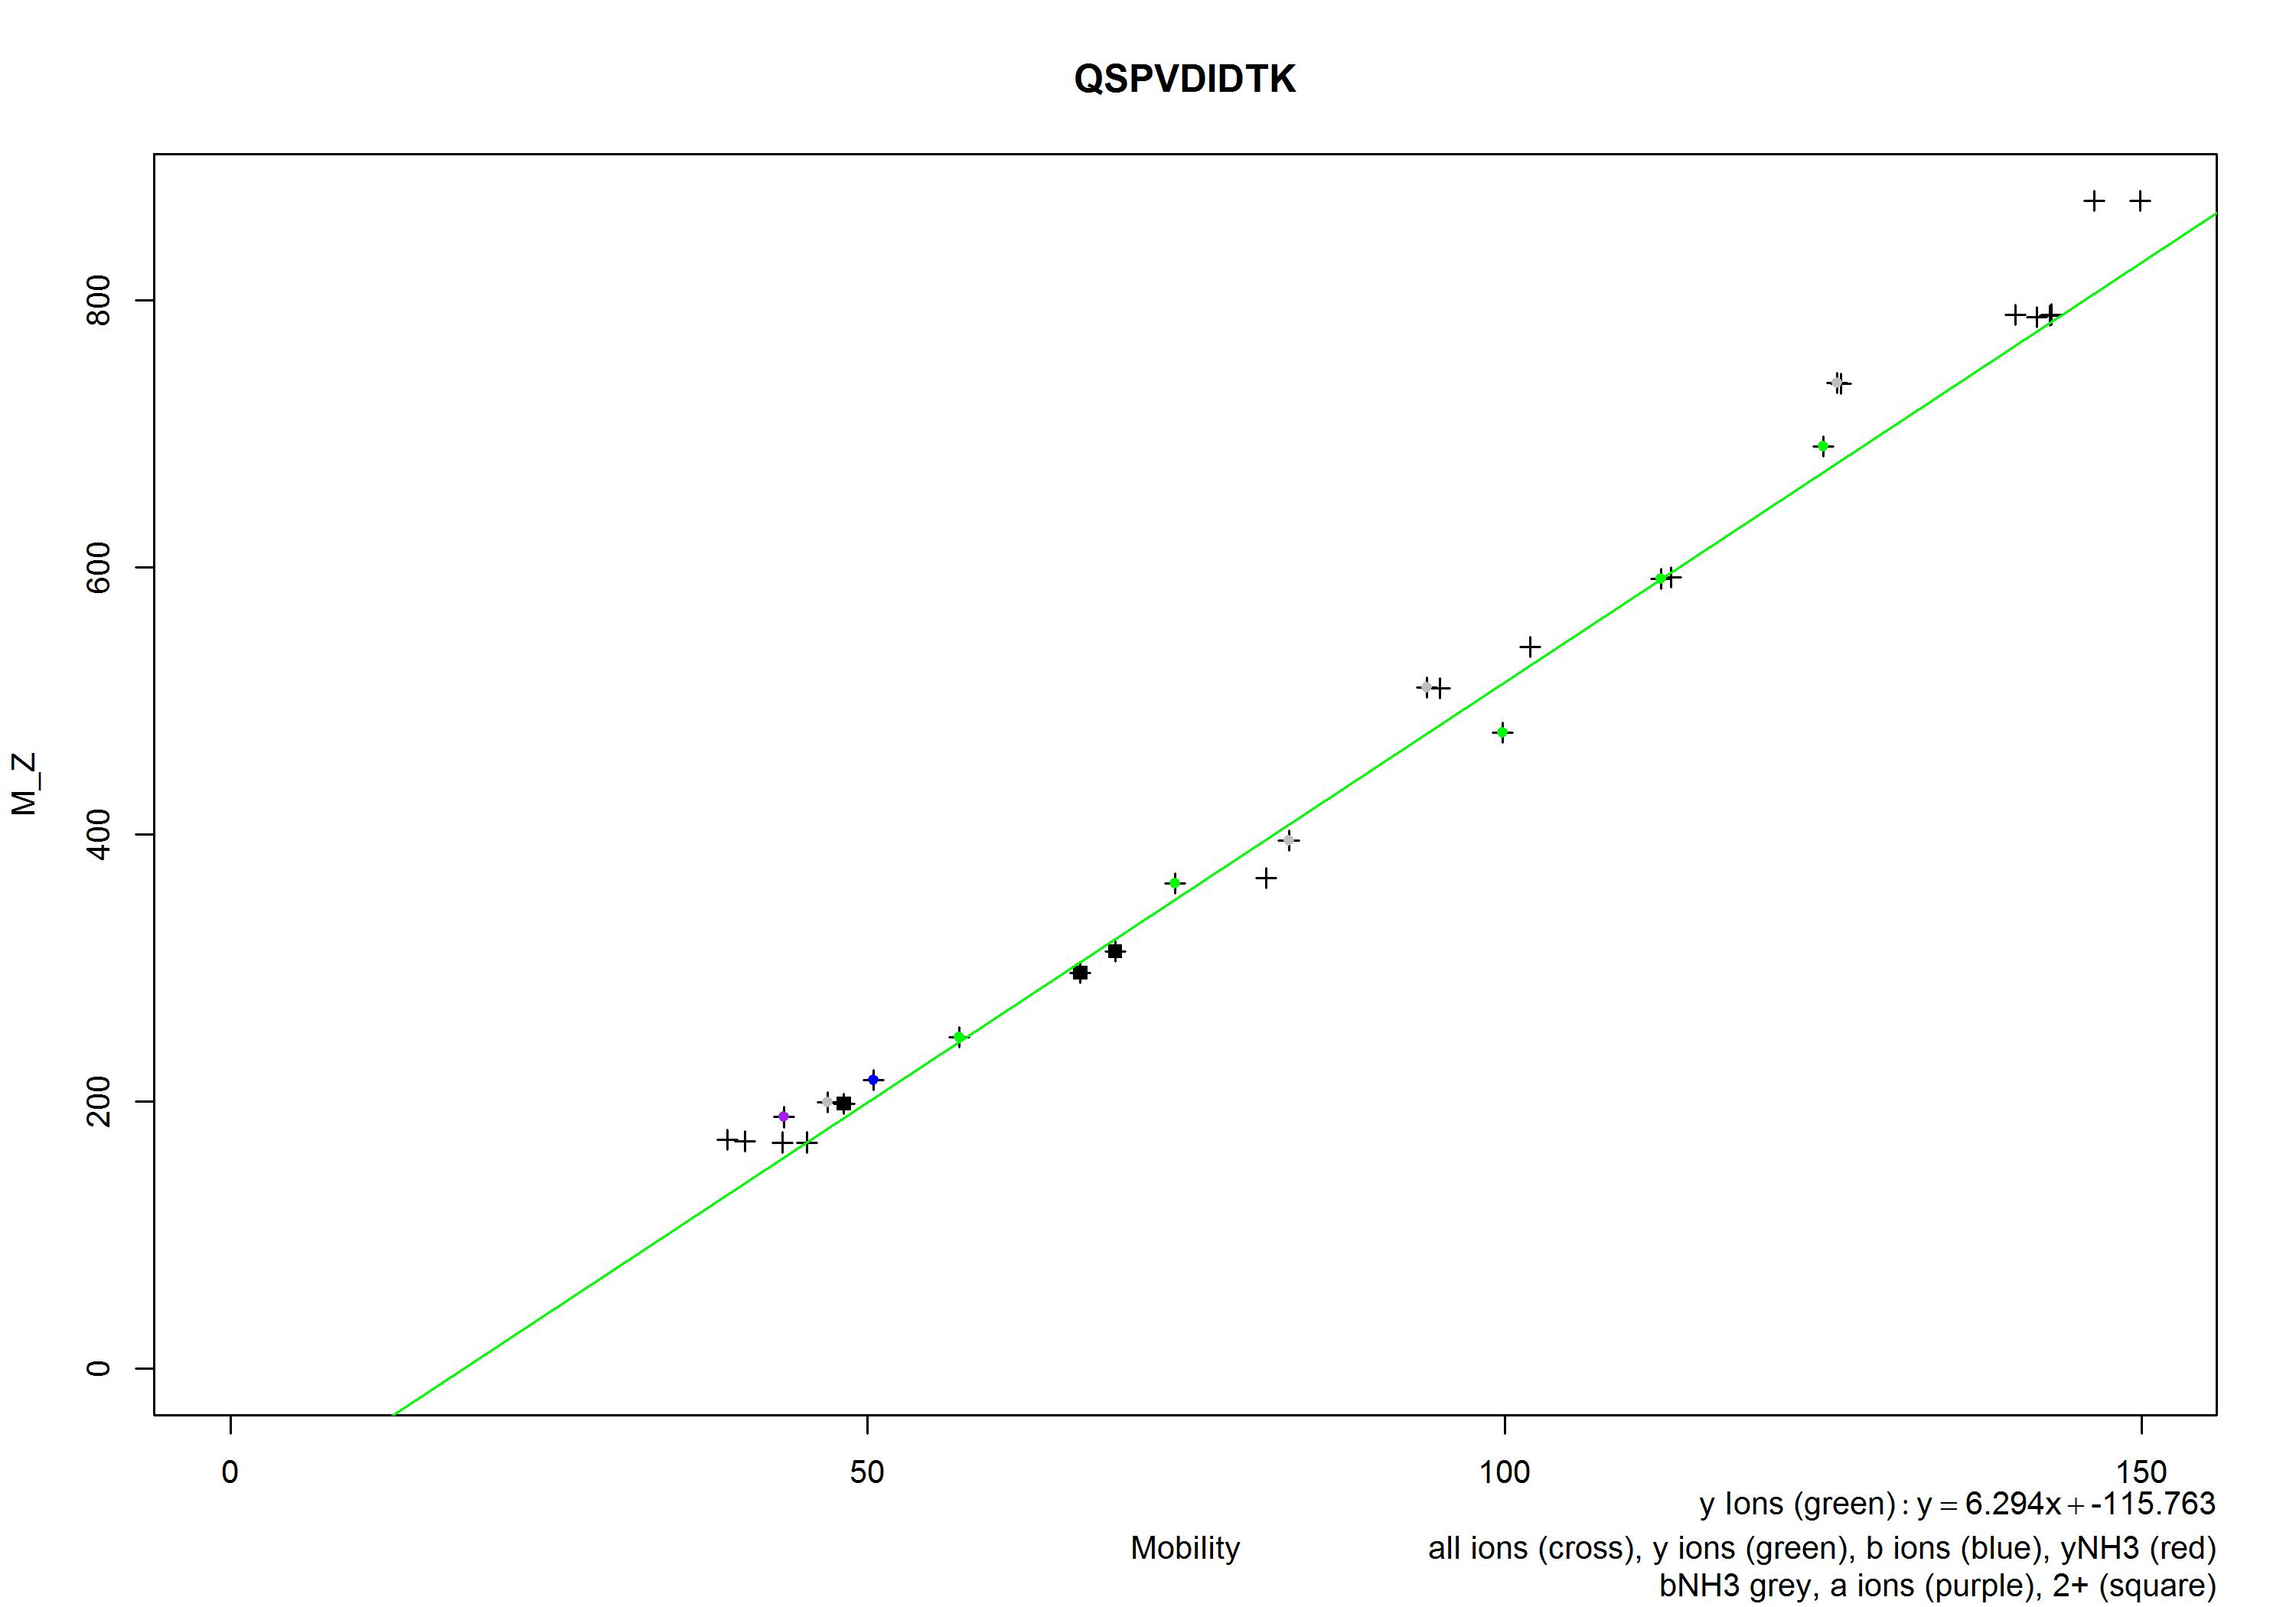 QSPVDIDTK
800
600
400
200
0
M_Z
0 50 100 150
y Ions (green) : y = 6.294x + -115.763
Mobility
all ions (cross), y ions (green), b ions (blue), yNH3 (red)
bNH3 grey, a ions (purple), 2+ (square)